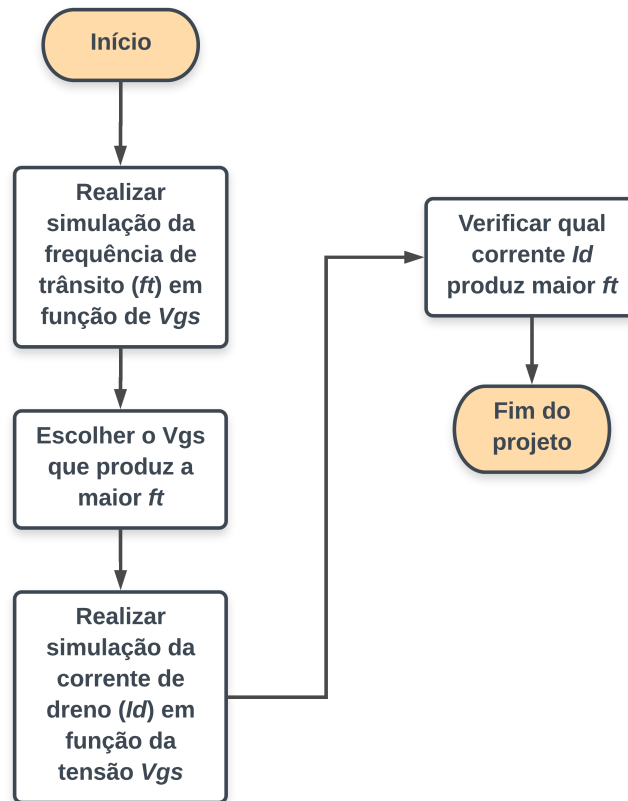 Início
Realizar
simulação da
frequência de
trânsito (ft) em
função de Vgs
Escolher o Vgs
que produz a
maior ft
Realizar
simulação da
corrente de
dreno (Id) em
função da
tensão Vgs
Verificar qual
corrente Id
produz maior ft
Fim do
projeto